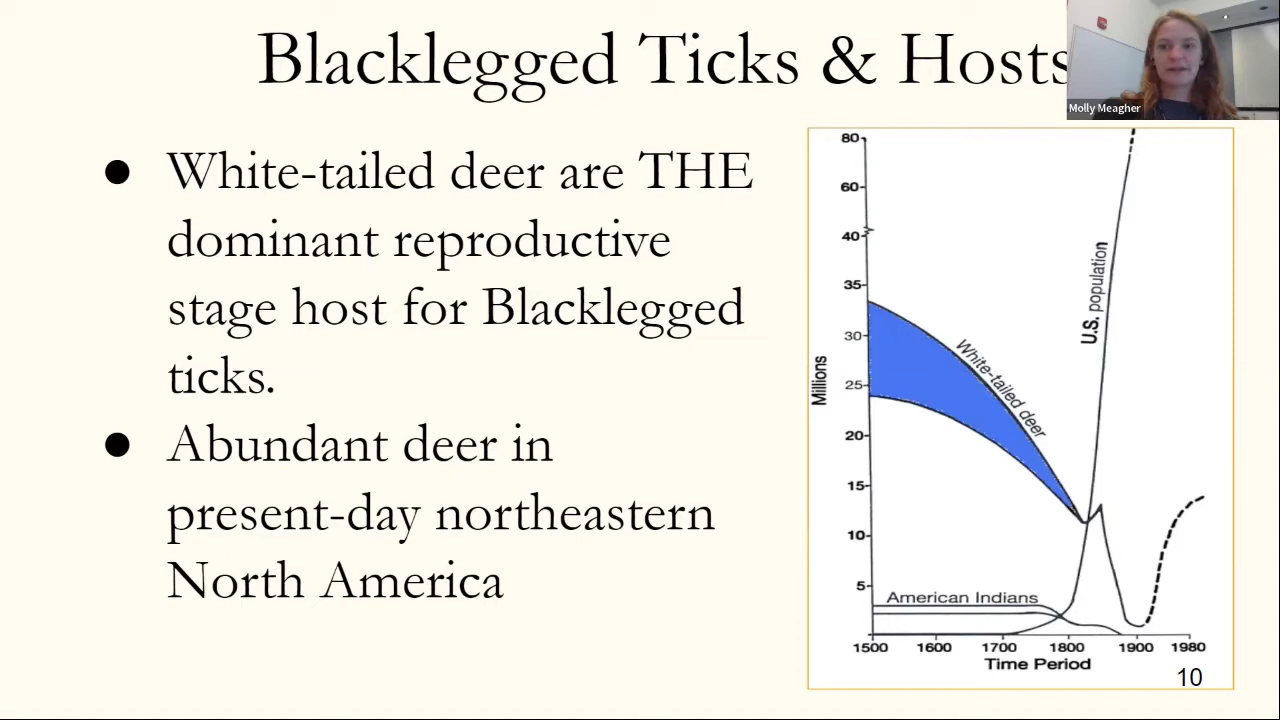 Blacklegged Ticks & Hosts
Molly Meagher
● White-tailed deer are THE
dominant reproductive
stage host for Blacklegged
ticks.
● Abundant deer in
present-day northeastern
North America
80
60
40
35
30
25
20
15
10
5
Millions
White-tailed deer
U.S. population
American Indians
1500 1600 1700 1800 1900 1980
Time Period
10